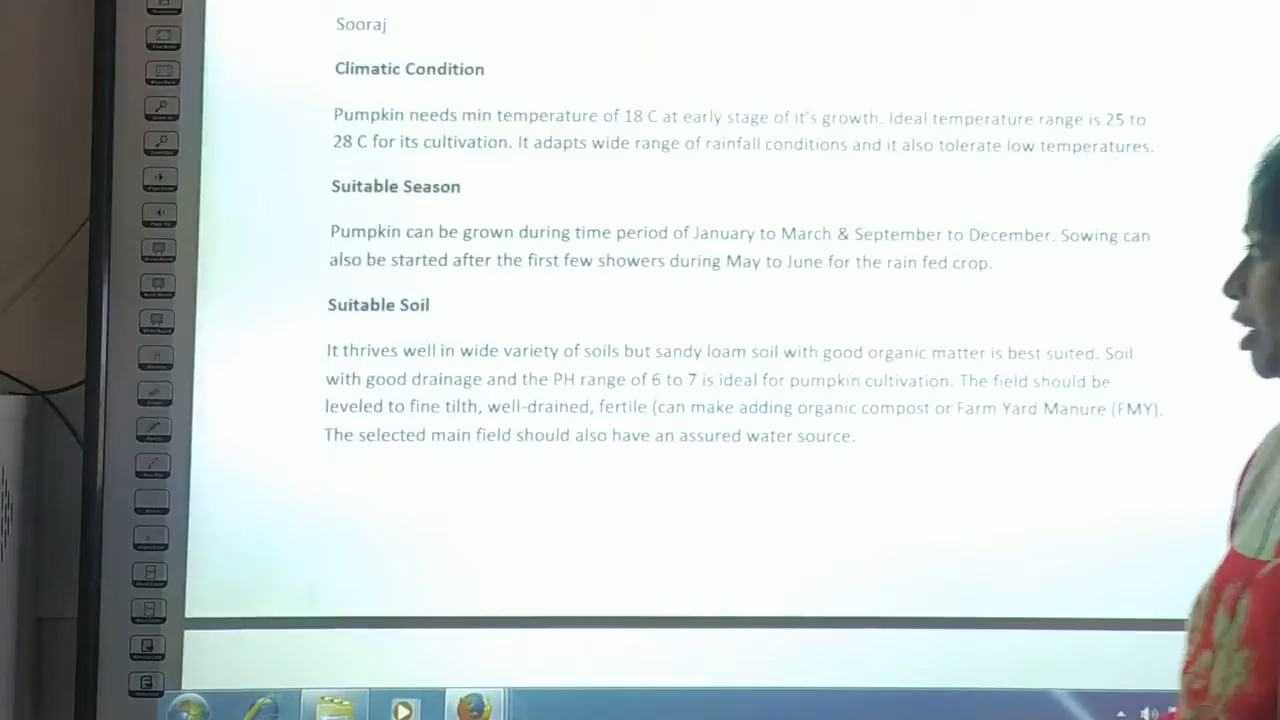 Sooraj
Climatic Condition
Pumpkin needs min temperature of 18 C at early stage of it's growth. Ideal temperature range is 25 to
28 C for its cultivation. It adapts wide range of rainfall conditions and it also tolerate low temperatures.
Suitable Season
Pumpkin can be grown during time period of January to March & September to December. Sowing can
also be started after the first few showers during May to June for the rain fed crop.
Suitable Soil
It thrives well in wide variety of soils but sandy loam soil with good organic matter is best suited. Soil
with good drainage and the PH range of 6 to 7 is ideal for pumpkin cultivation. The field should be
leveled to fine tilth, well-drained, fertile (can make adding organic compost or Farm Yard Manure (FMY).
The selected main field should also have an assured water source.